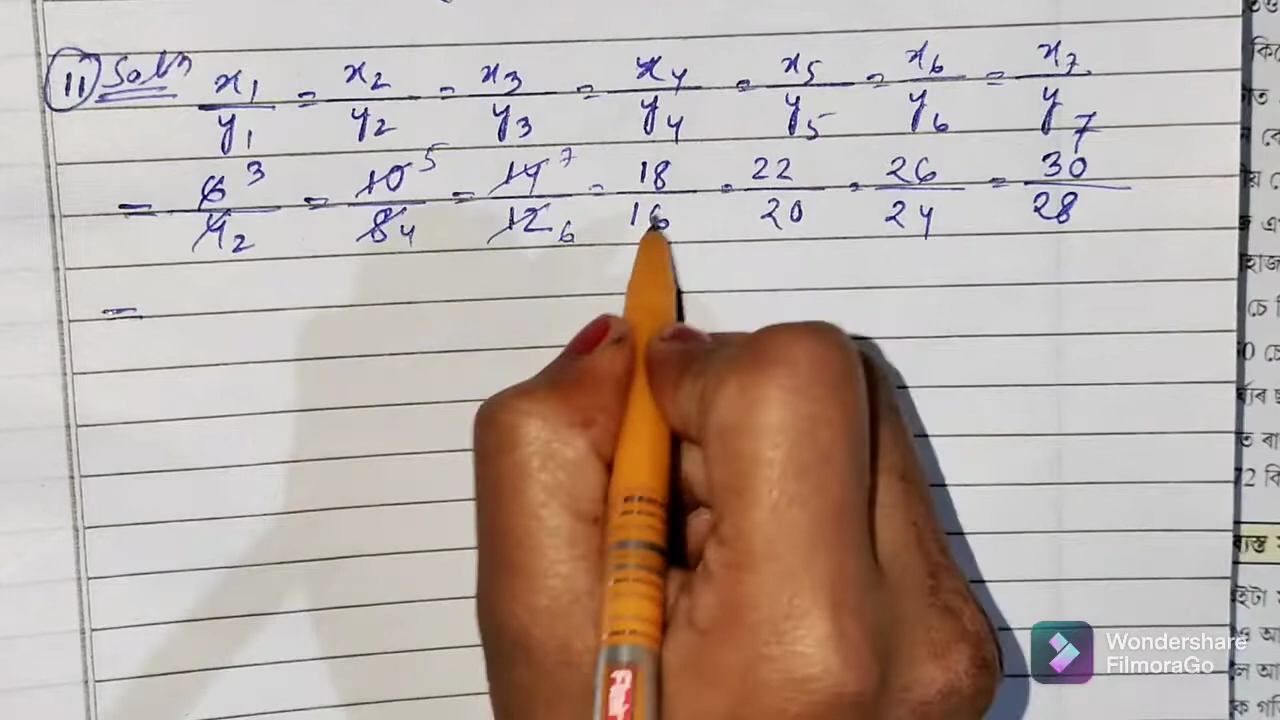 11 Soln x1/y1 = x2/y2 = x3/y3 = x4/y4 = x5/y5 = x6/y6 = x7/y7
= 6 3/4 2 = 10 5/8 4 = 14 7/12 6 = 18/16 = 22/20 = 26/24 = 30/28
=
Wondershare
FilmoraGo